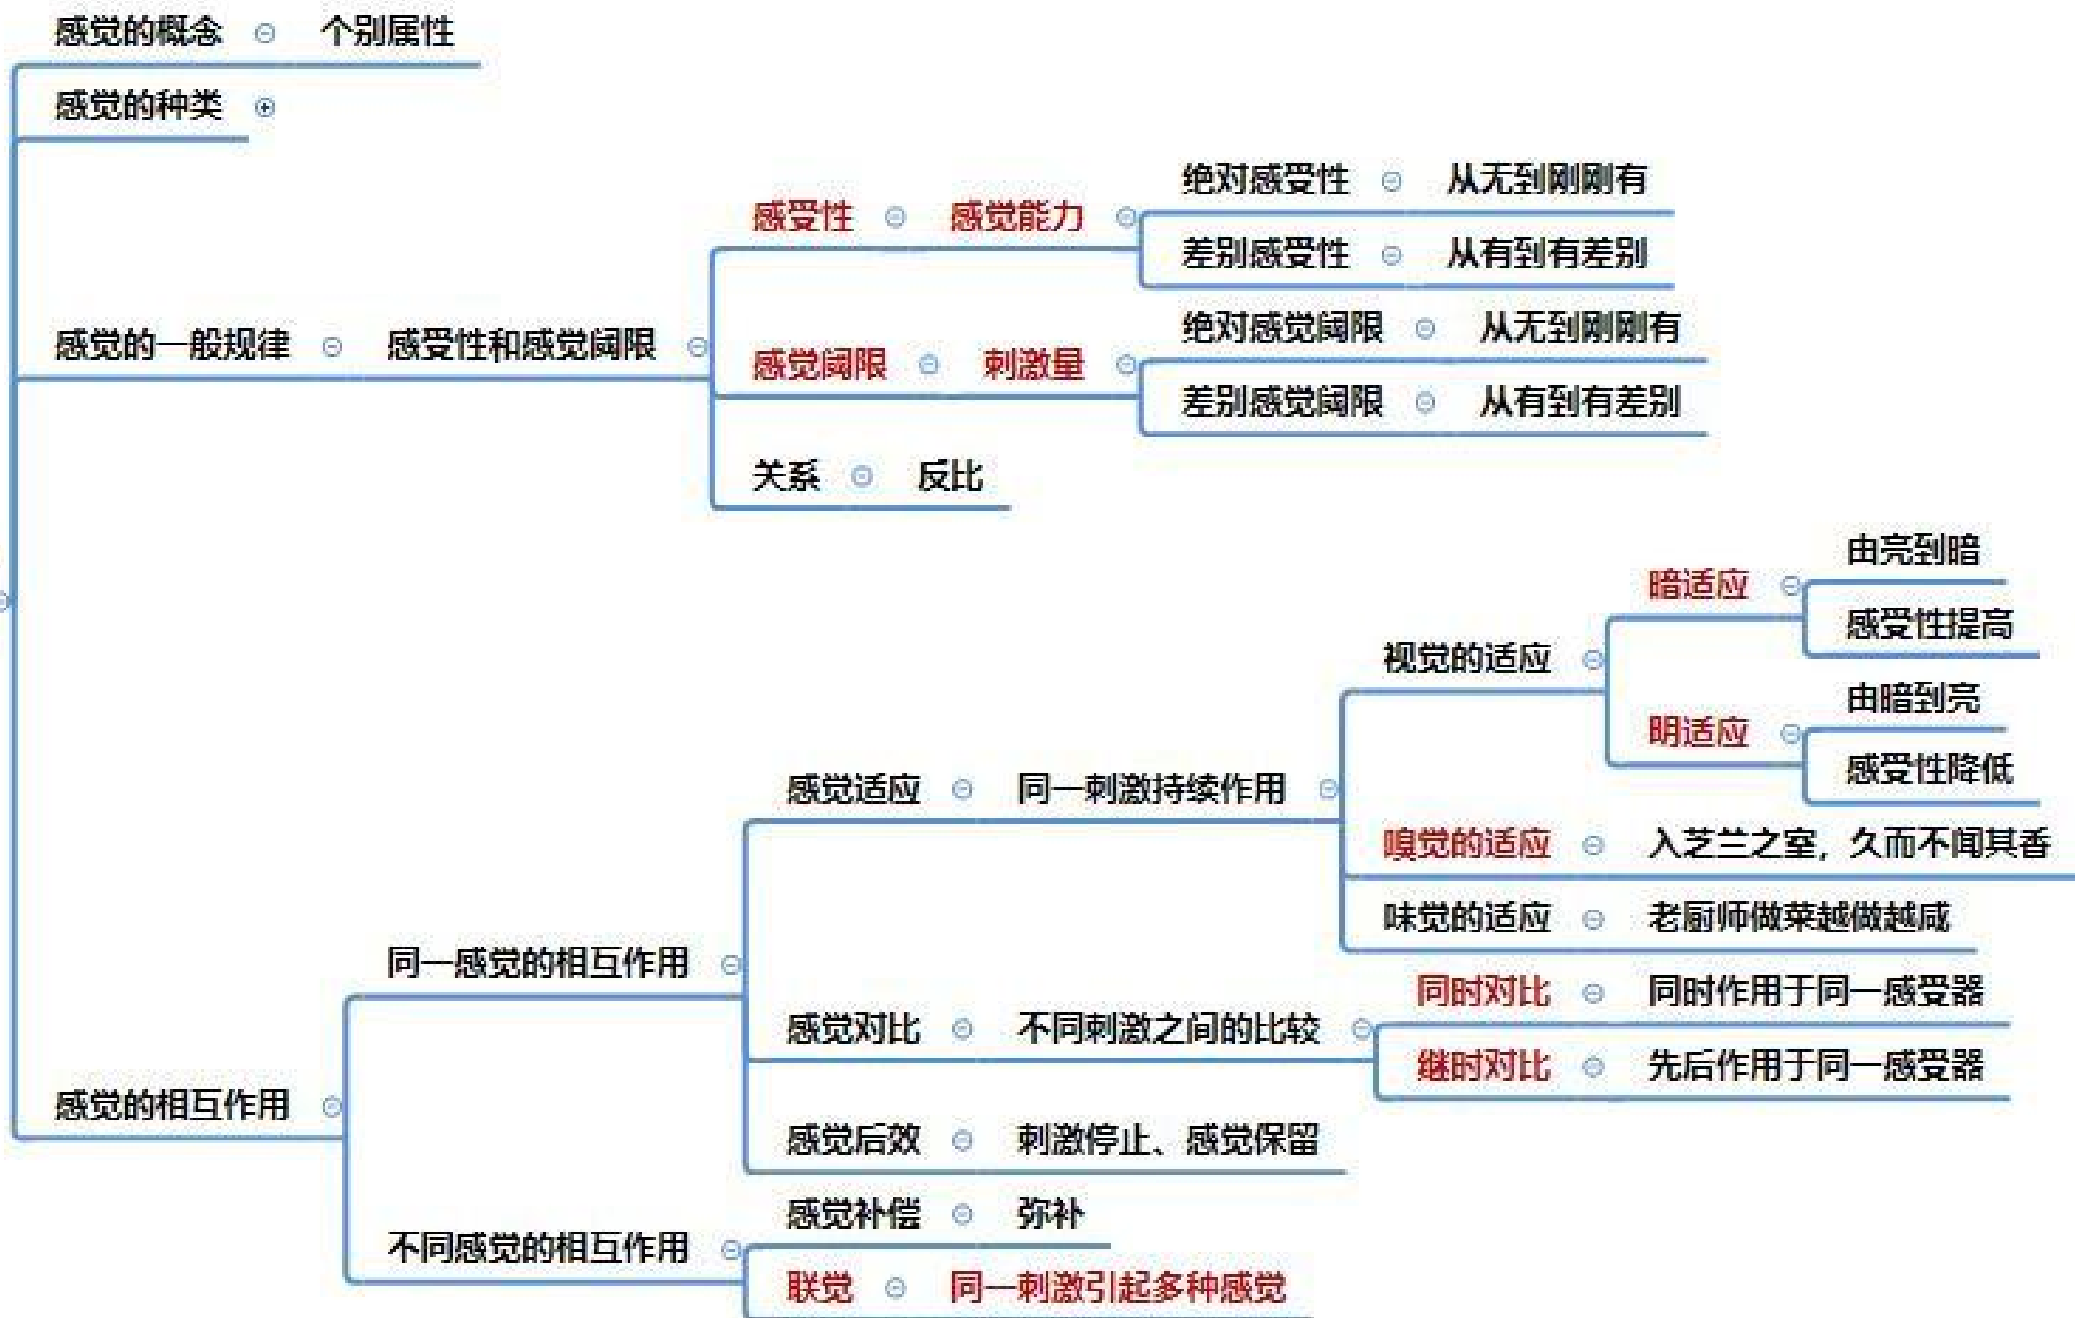 感觉的概念 个别属性
感觉的种类
感觉的一般规律 感受性和感觉阈限
感受性 感觉能力
绝对感受性 从无到刚刚有
差别感受性 从有到有差别
感觉阈限 刺激量
绝对感觉阈限 从无到刚刚有
差别感觉阈限 从有到有差别
关系 反比
感觉的相互作用
同一感觉的相互作用
感觉适应 同一刺激持续作用
视觉的适应
暗适应
由亮到暗
感受性提高
明适应
由暗到亮
感受性降低
嗅觉的适应 入芝兰之室，久而不闻其香
味觉的适应 老厨师做菜越做越咸
感觉对比 不同刺激之间的比较
同时对比 同时作用于同一感受器
继时对比 先后作用于同一感受器
感觉后效 刺激停止、感觉保留
不同感觉的相互作用
感觉补偿 弥补
联觉 同一刺激引起多种感觉